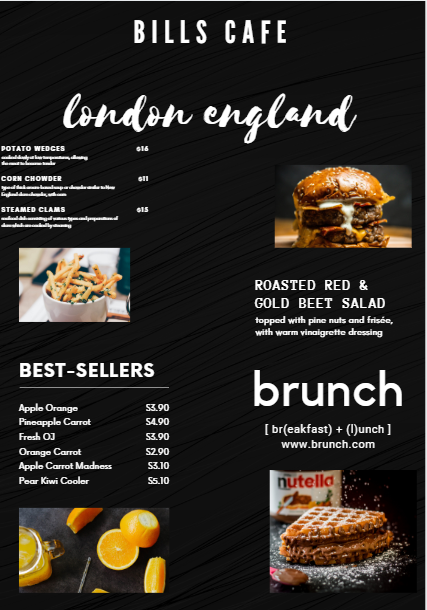 BILLS CAFE
london england
POTATO WEDGES $16
cooked slowly at low temperatures, allowing
the meat to become tender
CORN CHOWDER $11
type of thick cream-based soup or chowder similar to New
England clam chowder, with corn
STEAMED CLAMS $15
seafood dish consisting of various types and preparations of
clams which are cooked by steaming
ROASTED RED &
GOLD BEET SALAD
topped with pine nuts and frisée,
with warm vinaigrette dressing
BEST-SELLERS
Apple Orange $3.90
Pineapple Carrot $4.90
Fresh OJ $3.90
Orange Carrot $2.90
Apple Carrot Madness $3.10
Pear Kiwi Cooler $5.10
brunch
[ br(eakfast) + (l)unch ]
www.brunch.com
nutella